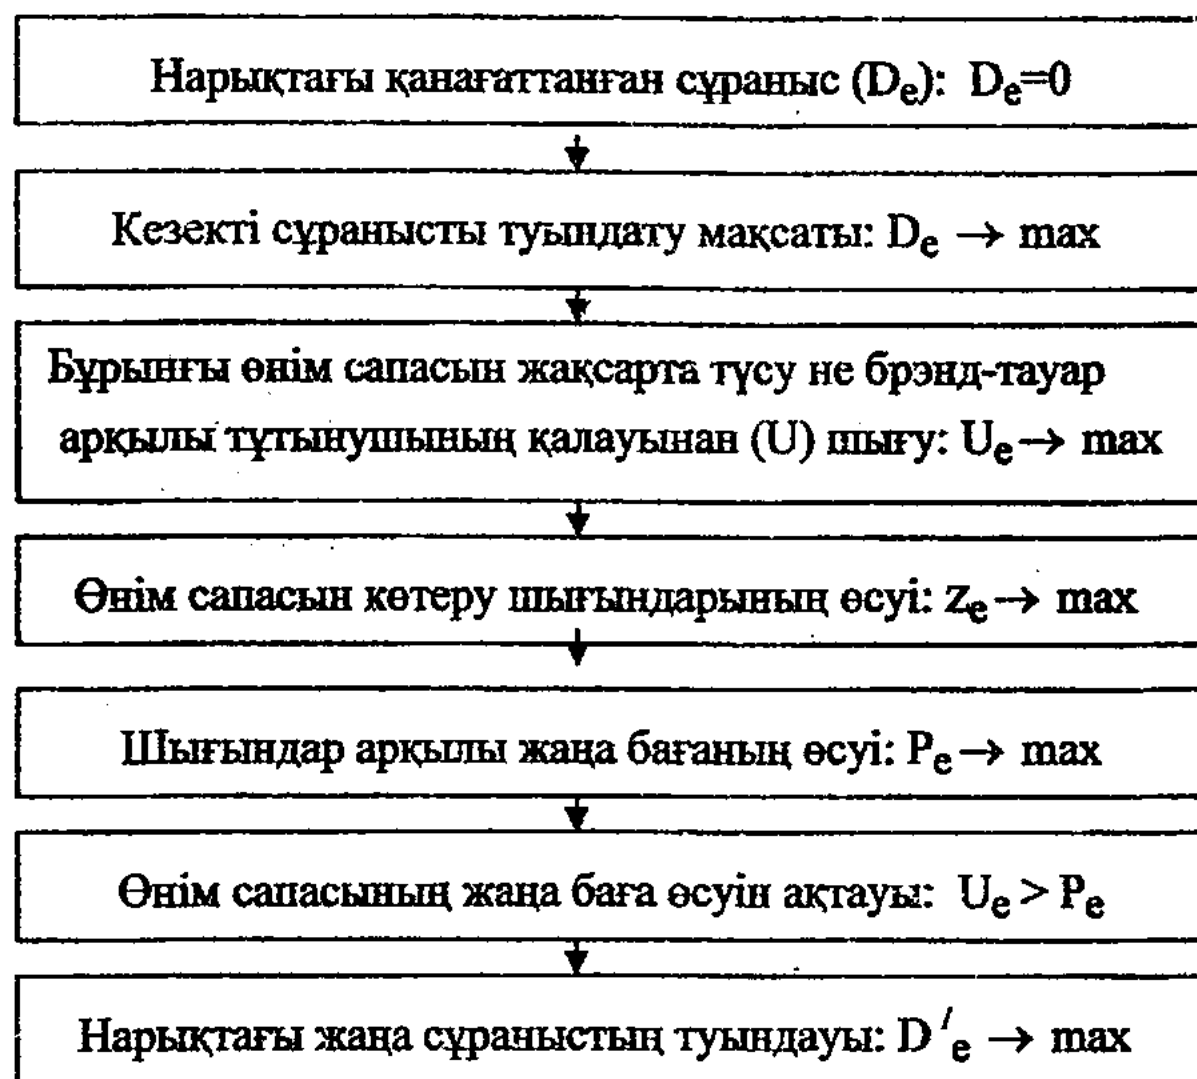 Нарықтағы қанағаттанған сұраныс (Dₑ): Dₑ=0
Кезекті сұранысты туындату мақсаты: Dₑ → max
Бұрынғы өнім сапасын жақсарта түсу не брэнд-тауар
арқылы тұтынушының қалауынан (U) шығу: Uₑ → max
Өнім сапасын көтеру шығындарының өсуі: zₑ → max
Шығындар арқылы жаңа бағаның өсуі: Pₑ → max
Өнім сапасының жаңа баға өсуін ақтауы: Uₑ > Pₑ
Нарықтағы жаңа сұраныстың туындауы: D′ₑ → max